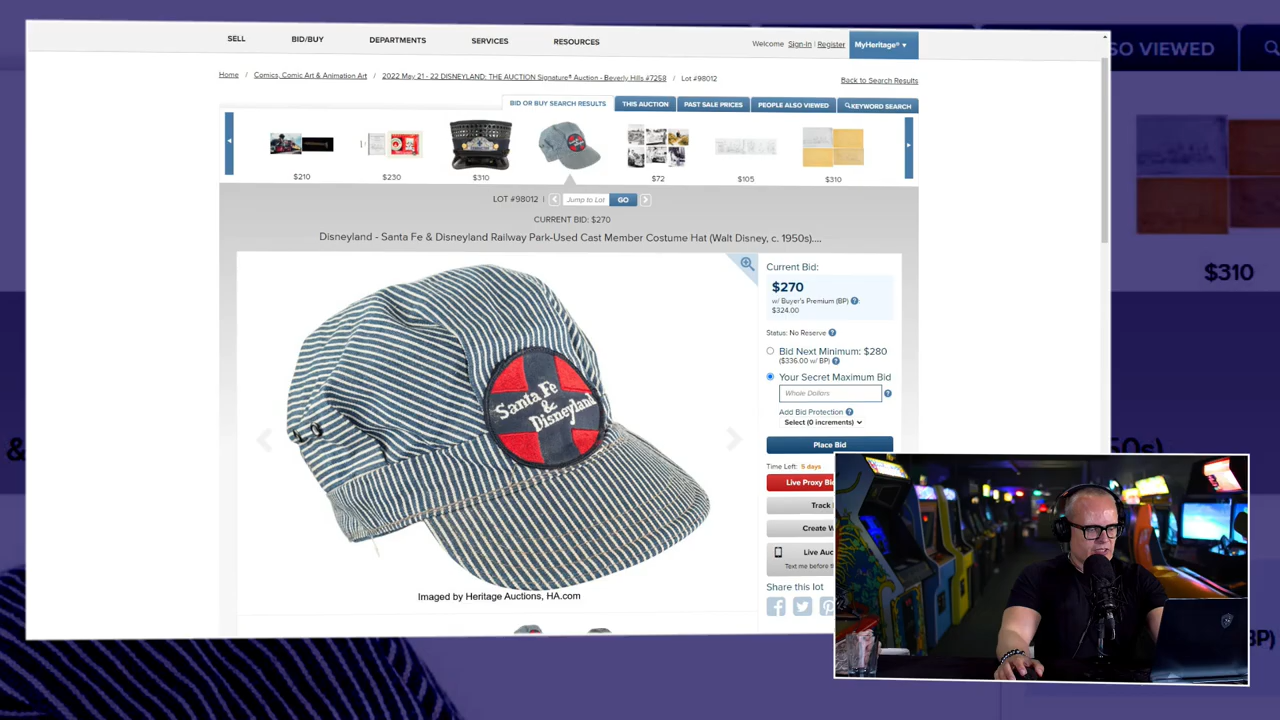 SO VIEWED
SELL BID/BUY DEPARTMENTS SERVICES RESOURCES
Welcome Sign-In | Register MyHeritage® ▾
Home / Comics, Comic Art & Animation Art / 2022 May 21 - 22 DISNEYLAND: THE AUCTION Signature® Auction - Beverly Hills #7258 / Lot #98012
Back to Search Results
BID OR BUY SEARCH RESULTS THIS AUCTION PAST SALE PRICES PEOPLE ALSO VIEWED KEYWORD SEARCH
$210 $230 $310 $72 $105 $310
$310
LOT #98012 | Jump to Lot GO
CURRENT BID: $270
Disneyland - Santa Fe & Disneyland Railway Park-Used Cast Member Costume Hat (Walt Disney, c. 1950s)....
Santa Fe
&
Disneyland
Imaged by Heritage Auctions, HA.com
Current Bid:
$270
w/ Buyer's Premium (BP) ?:
$324.00
Status: No Reserve ?
Bid Next Minimum: $280
($336.00 w/ BP) ?
Your Secret Maximum Bid
Whole Dollars ?
Add Bid Protection ?
Select (0 increments)
Place Bid
Time Left: 5 days
Live Proxy Bi
Track
Create W
Live Auc
Text me before
Share this lot
&
50s)
BP)